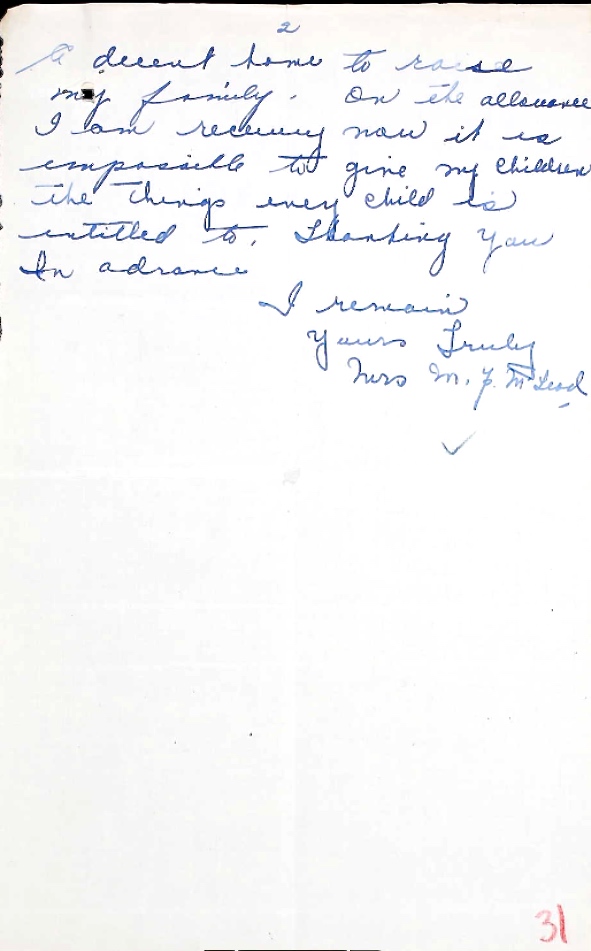 2
A decent home to raise
my family. On the allowance
I am receiving now it is
impossible to give my children
the things every child is
entitled to. Thanking You
In advance
I remain
Yours Truly
Mrs M. J. McLeod
31